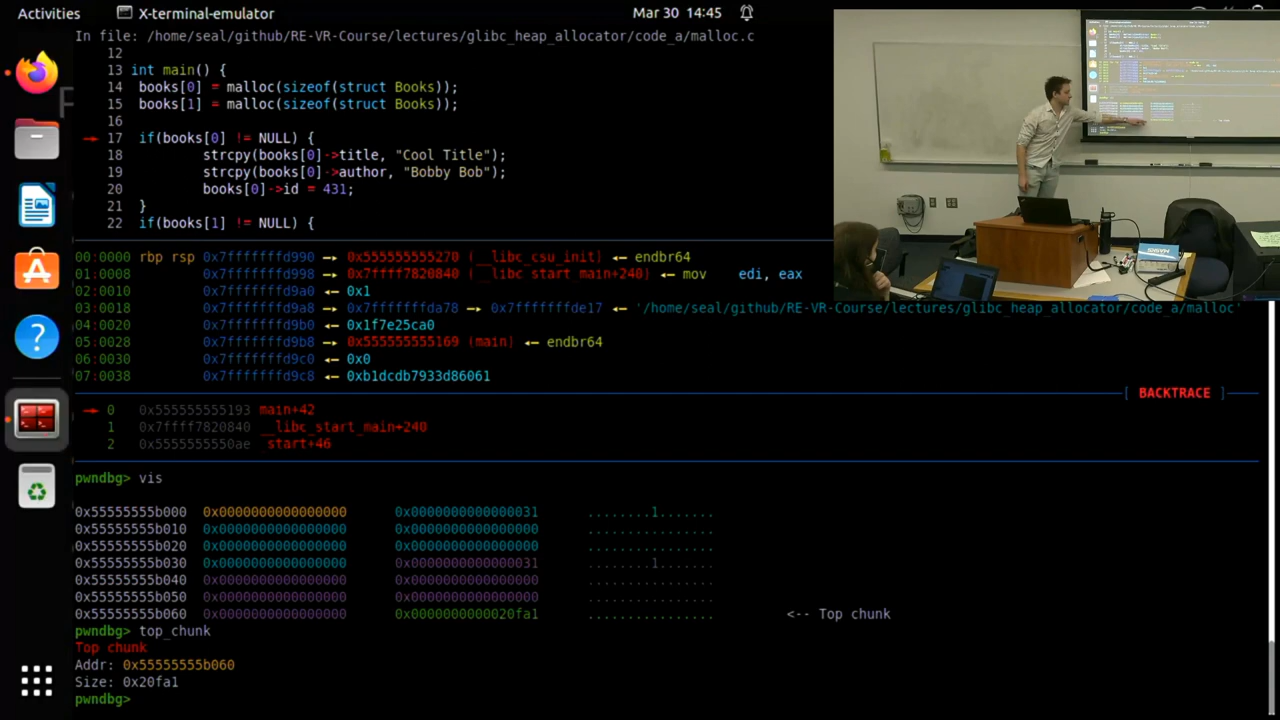 Activities
X-terminal-emulator
Mar 30 14:45
In file: /home/seal/github/RE-VR-Course/lectures/glibc_heap_allocator/code_a/malloc.c
12
13 int main() {
14 books[0] = malloc(sizeof(struct Books));
15 books[1] = malloc(sizeof(struct Books));
16
17 if(books[0] != NULL) {
18 strcpy(books[0]->title, "Cool Title");
19 strcpy(books[0]->author, "Bobby Bob");
20 books[0]->id = 431;
21 }
22 if(books[1] != NULL) {
00:0000 rbp rsp 0x7fffffffd990 —▸ 0x555555555270 (__libc_csu_init) ◂— endbr64
01:0008 0x7fffffffd998 —▸ 0x7ffff7820840 (__libc_start_main+240) ◂— mov edi, eax
02:0010 0x7fffffffd9a0 ◂— 0x1
03:0018 0x7fffffffd9a8 —▸ 0x7fffffffda78 —▸ 0x7fffffffde17 ◂— '/home/seal/github/RE-VR-Course/lectures/glibc_heap_allocator/code_a/malloc'
04:0020 0x7fffffffd9b0 ◂— 0x1f7e25ca0
05:0028 0x7fffffffd9b8 —▸ 0x555555555169 (main) ◂— endbr64
06:0030 0x7fffffffd9c0 ◂— 0x0
07:0038 0x7fffffffd9c8 ◂— 0xb1dcdb7933d86061
[ BACKTRACE ]
0 0x555555555193 main+42
1 0x7ffff7820840 __libc_start_main+240
2 0x5555555550ae _start+46
pwndbg> vis
0x55555555b000 0x0000000000000000 0x0000000000000031 ........1.......
0x55555555b010 0x0000000000000000 0x0000000000000000 ................
0x55555555b020 0x0000000000000000 0x0000000000000000 ................
0x55555555b030 0x0000000000000000 0x0000000000000031 ........1.......
0x55555555b040 0x0000000000000000 0x0000000000000000 ................
0x55555555b050 0x0000000000000000 0x0000000000000000 ................
0x55555555b060 0x0000000000000000 0x0000000000020fa1 ................ <-- Top chunk
pwndbg> top_chunk
Top chunk
Addr: 0x55555555b060
Size: 0x20fa1
pwndbg>